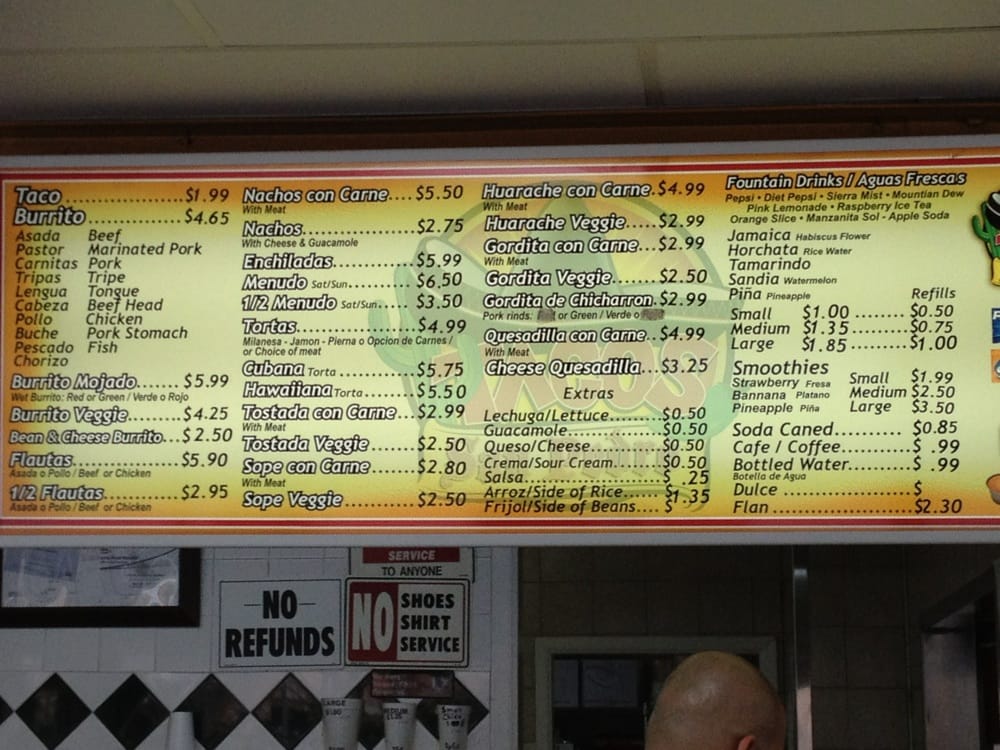 Taco.....................$1.99
Burrito................$4.65
Asada Beef
Pastor Marinated Pork
Carnitas Pork
Tripas Tripe
Lengua Tongue
Cabeza Beef Head
Pollo Chicken
Buche Pork Stomach
Pescado Fish
Chorizo
Burrito Mojado.......$5.99
Wet Burrito: Red or Green / Verde o Rojo
Burrito Veggie.......$4.25
Bean & Cheese Burrito...$2.50
Flautas..................$5.90
Asada o Pollo / Beef or Chicken
1/2 Flautas............$2.95
Asada o Pollo / Beef or Chicken
Nachos con Carne....$5.50
With Meat
Nachos....................$2.75
With Cheese & Guacamole
Enchiladas..............$5.99
Menudo Sat/Sun........$6.50
1/2 Menudo Sat/Sun.....$3.50
Tortas....................$4.99
Milanesa - Jamon - Pierna o Opcion de Carnes /
or Choice of meat
Cubana Torta............$5.75
Hawaiiana Torta........$5.50
Tostada con Carne...$2.99
With Meat
Tostada Veggie.......$2.50
Sope con Carne.......$2.80
With Meat
Sope Veggie............$2.50
Huarache con Carne.$4.99
With Meat
Huarache Veggie.....$2.99
Gordita con Carne...$2.99
With Meat
Gordita Veggie.......$2.50
Gordita de Chicharron.$2.99
Pork rinds: or Green / Verde o
Quesadilla con Carne..$4.99
With Meat
Cheese Quesadilla...$3.25
Extras
Lechuga/Lettuce.......$0.50
Guacamole..............$0.50
Queso/Cheese..........$0.50
Crema/Sour Cream.....$0.50
Salsa......................$ .25
Arroz/Side of Rice.....$1.35
Frijol/Side of Beans....$
TACOS
Fountain Drinks / Aguas Frescas
Pepsi • Diet Pepsi • Sierra Mist • Mountian Dew
Pink Lemonade • Raspberry Ice Tea
Orange Slice • Manzanita Sol - Apple Soda
Jamaica Habiscus Flower
Horchata Rice Water
Tamarindo
Sandia Watermelon
Piña Pineapple Refills
Small $1.00 ........$0.50
Medium $1.35........$0.75
Large $1.85..........$1.00
Smoothies
Strawberry Fresa Small $1.99
Bannana Platano Medium $2.50
Pineapple Piña Large $3.50
Soda Caned...........$0.85
Cafe / Coffee.........$ .99
Bottled Water.........$ .99
Botella de Agua
Dulce ..................$
Flan ....................$2.30
SERVICE
TO ANYONE
NO
REFUNDS
NO SHOES
SHIRT
SERVICE
LARGE
MEDIUM
Small